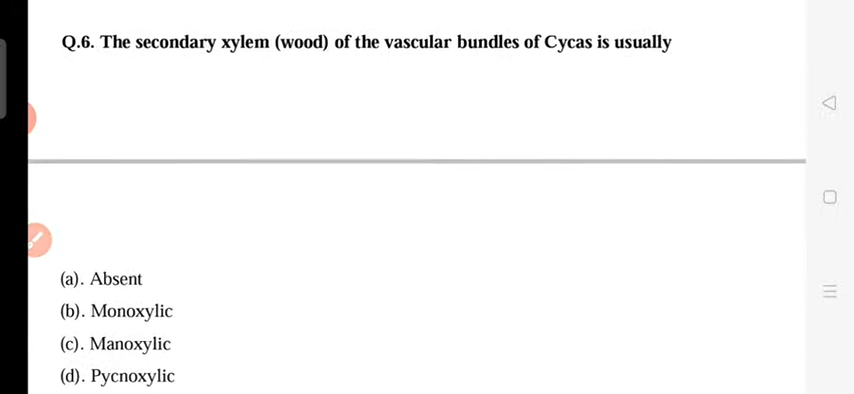 Q.6. The secondary xylem (wood) of the vascular bundles of Cycas is usually
(a). Absent
(b). Monoxylic
(c). Manoxylic
(d). Pycnoxylic